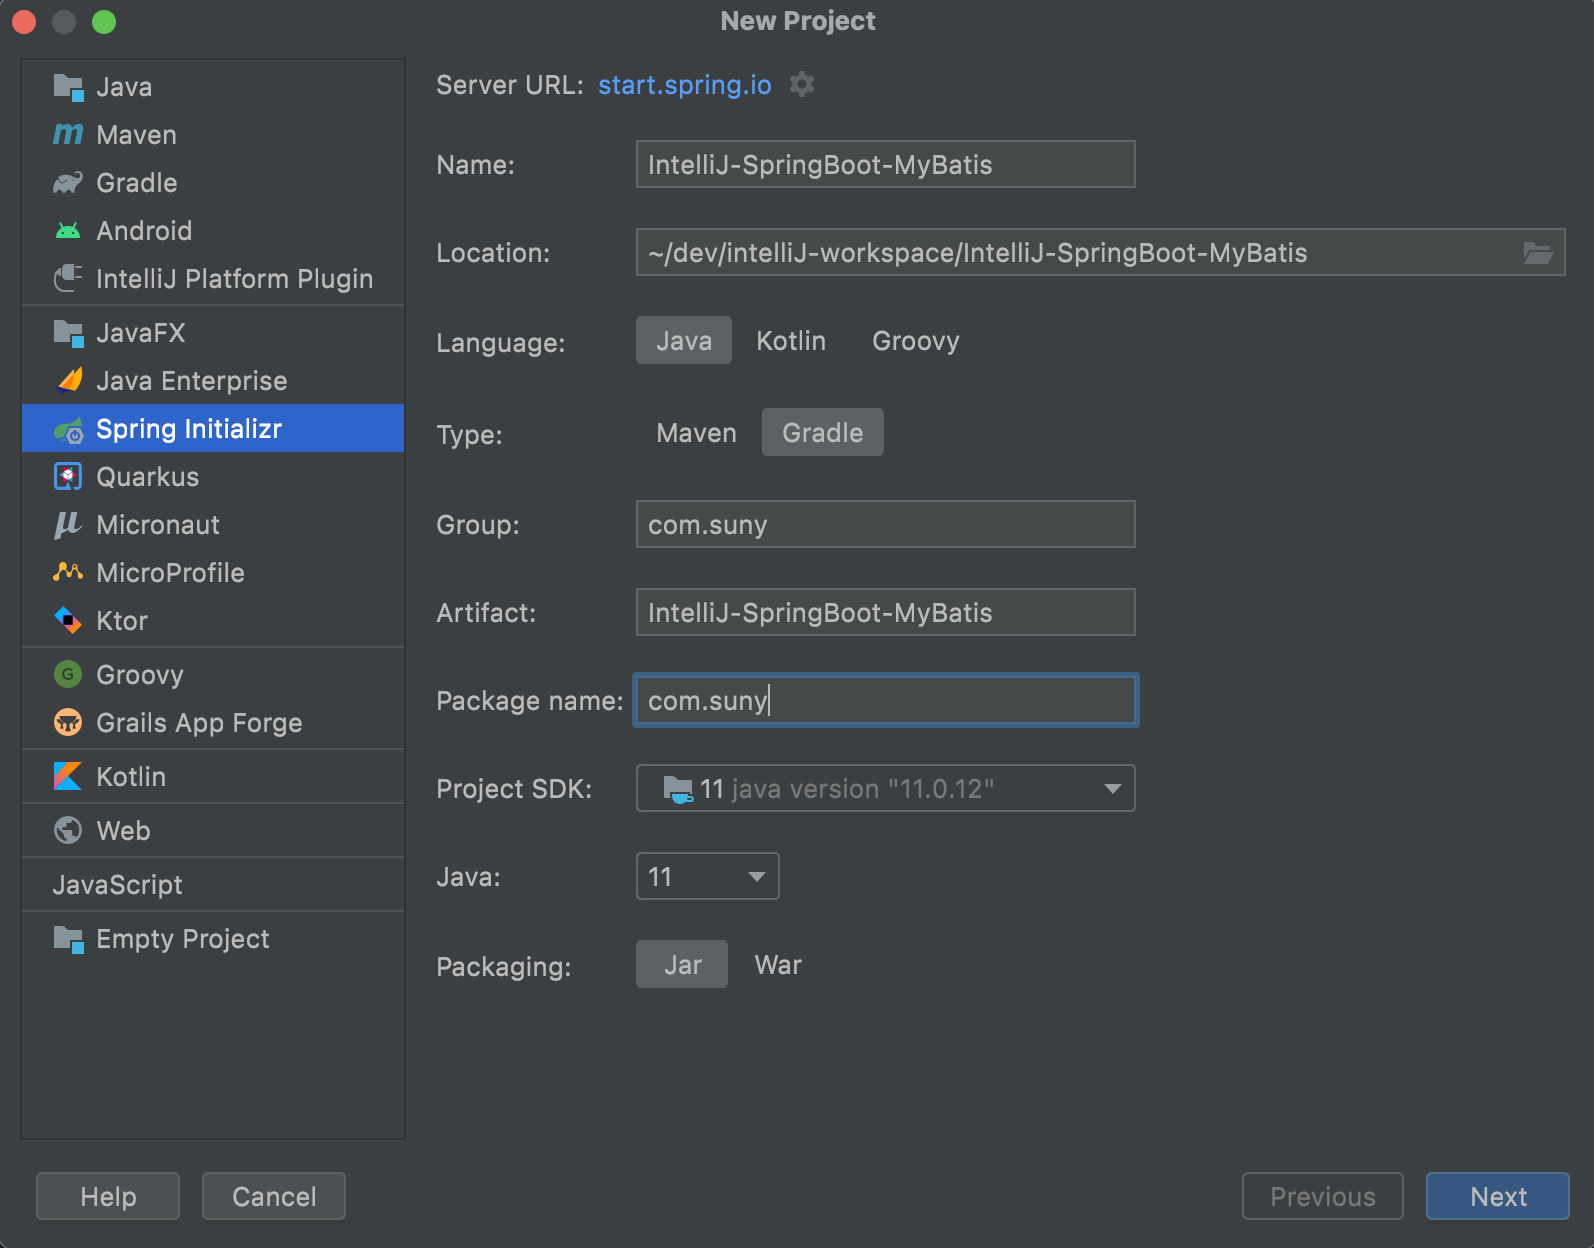 New Project
Java
Maven
Gradle
Android
IntelliJ Platform Plugin
JavaFX
Java Enterprise
Spring Initializr
Quarkus
Micronaut
MicroProfile
Ktor
G Groovy
Grails App Forge
Kotlin
Web
JavaScript
Empty Project
Server URL: start.spring.io
Name: IntelliJ-SpringBoot-MyBatis
Location: ~/dev/intelliJ-workspace/IntelliJ-SpringBoot-MyBatis
Language: Java Kotlin Groovy
Type: Maven Gradle
Group: com.suny
Artifact: IntelliJ-SpringBoot-MyBatis
Package name: com.suny
Project SDK: 11 java version "11.0.12"
Java: 11
Packaging: Jar War
Help Cancel Previous Next